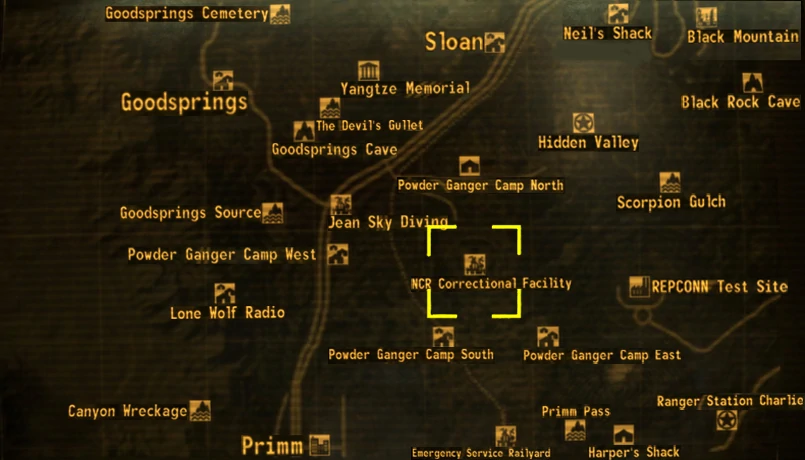 Goodsprings Cemetery
Sloan
Neil's Shack
Black Mountain
Yangtze Memorial
Goodsprings
Black Rock Cave
The Devil's Gullet
Goodsprings Cave
Hidden Valley
Powder Ganger Camp North
Scorpion Gulch
Goodsprings Source
Jean Sky Diving
Powder Ganger Camp West
NCR Correctional Facility
REPCONN Test Site
Lone Wolf Radio
Powder Ganger Camp South
Powder Ganger Camp East
Ranger Station Charlie
Canyon Wreckage
Primm Pass
Primm
Emergency Service Railyard
Harper's Shack